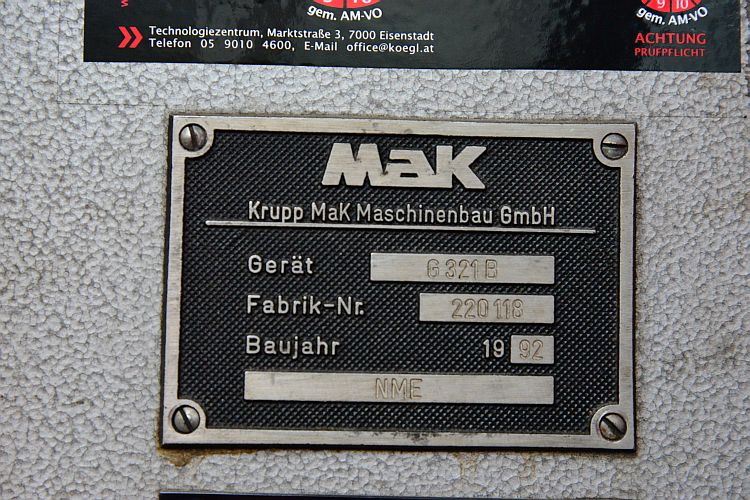 9 10
gem. AM-VO
Technologiezentrum, Marktstraße 3, 7000 Eisenstadt
Telefon 05 9010 4600, E-Mail office@koegl.at
9 10
gem. AM-VO
ACHTUNG
PRÜFPFLICHT
MaK
Krupp MaK Maschinenbau GmbH
Gerät G 321 B
Fabrik-Nr. 220 118
Baujahr 19 92
NME